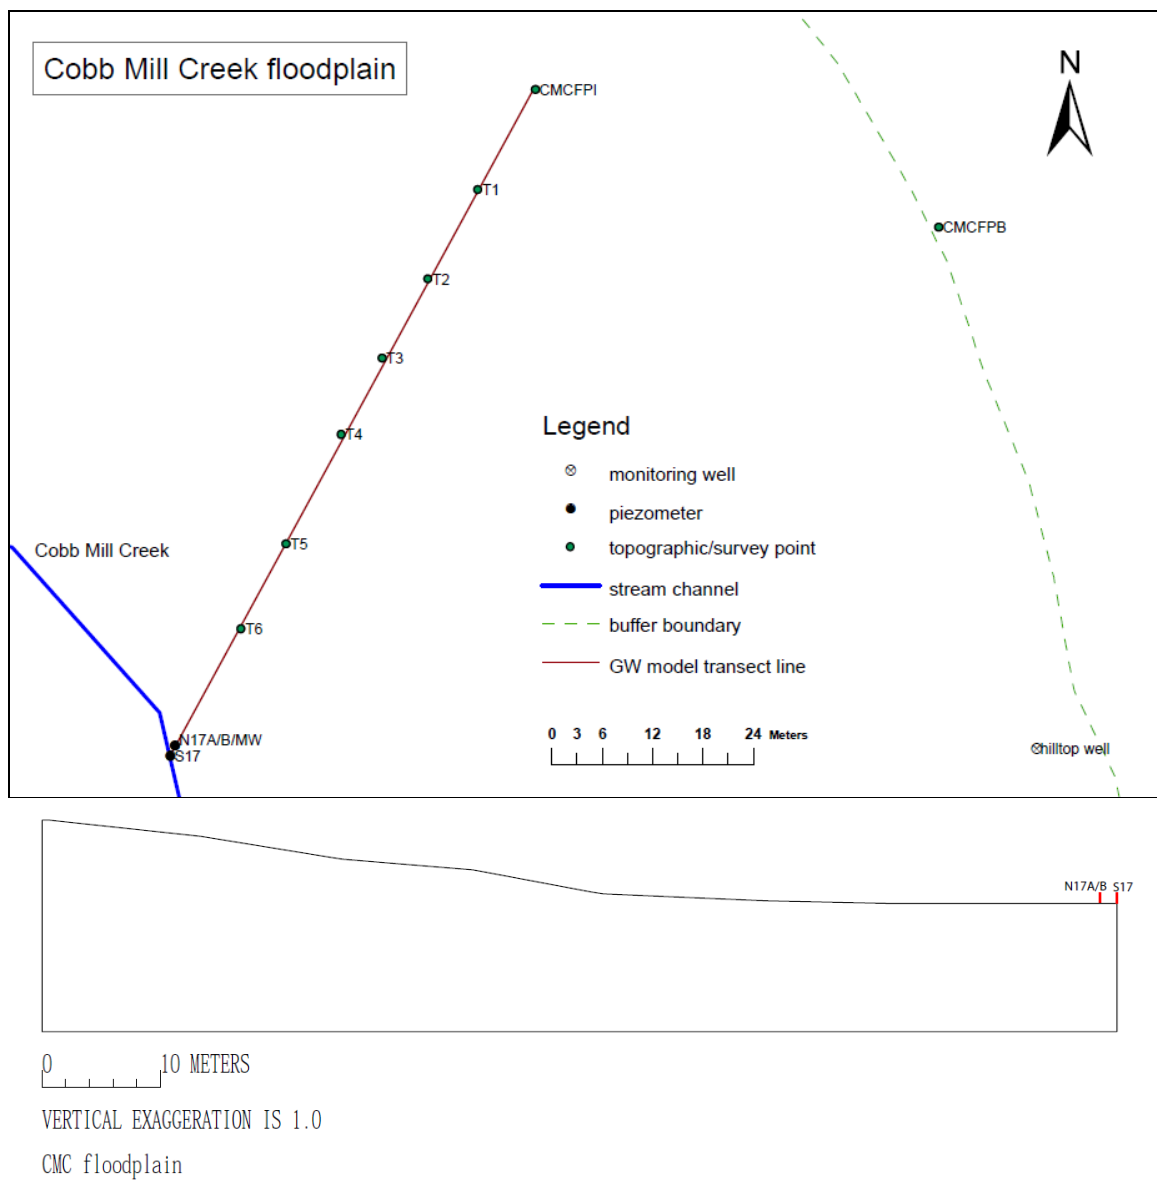 Cobb Mill Creek floodplain
N
CMCFPI
T1
CMCFPB
T2
T3
T4
Legend
monitoring well
piezometer
topographic/survey point
stream channel
buffer boundary
GW model transect line
T5
Cobb Mill Creek
T6
0 3 6 12 18 24 Meters
N17A/B/MW
S17
hilltop well
N17A/B S17
0 10 METERS
VERTICAL EXAGGERATION IS 1.0
CMC floodplain